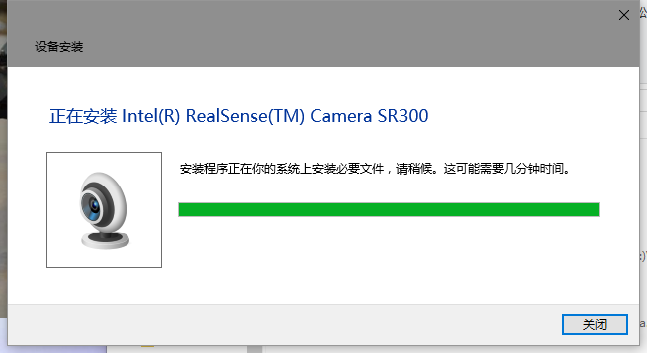 设备安装
正在安装 Intel(R) RealSense(TM) Camera SR300
安装程序正在你的系统上安装必要文件，请稍候。这可能需要几分钟时间。
关闭